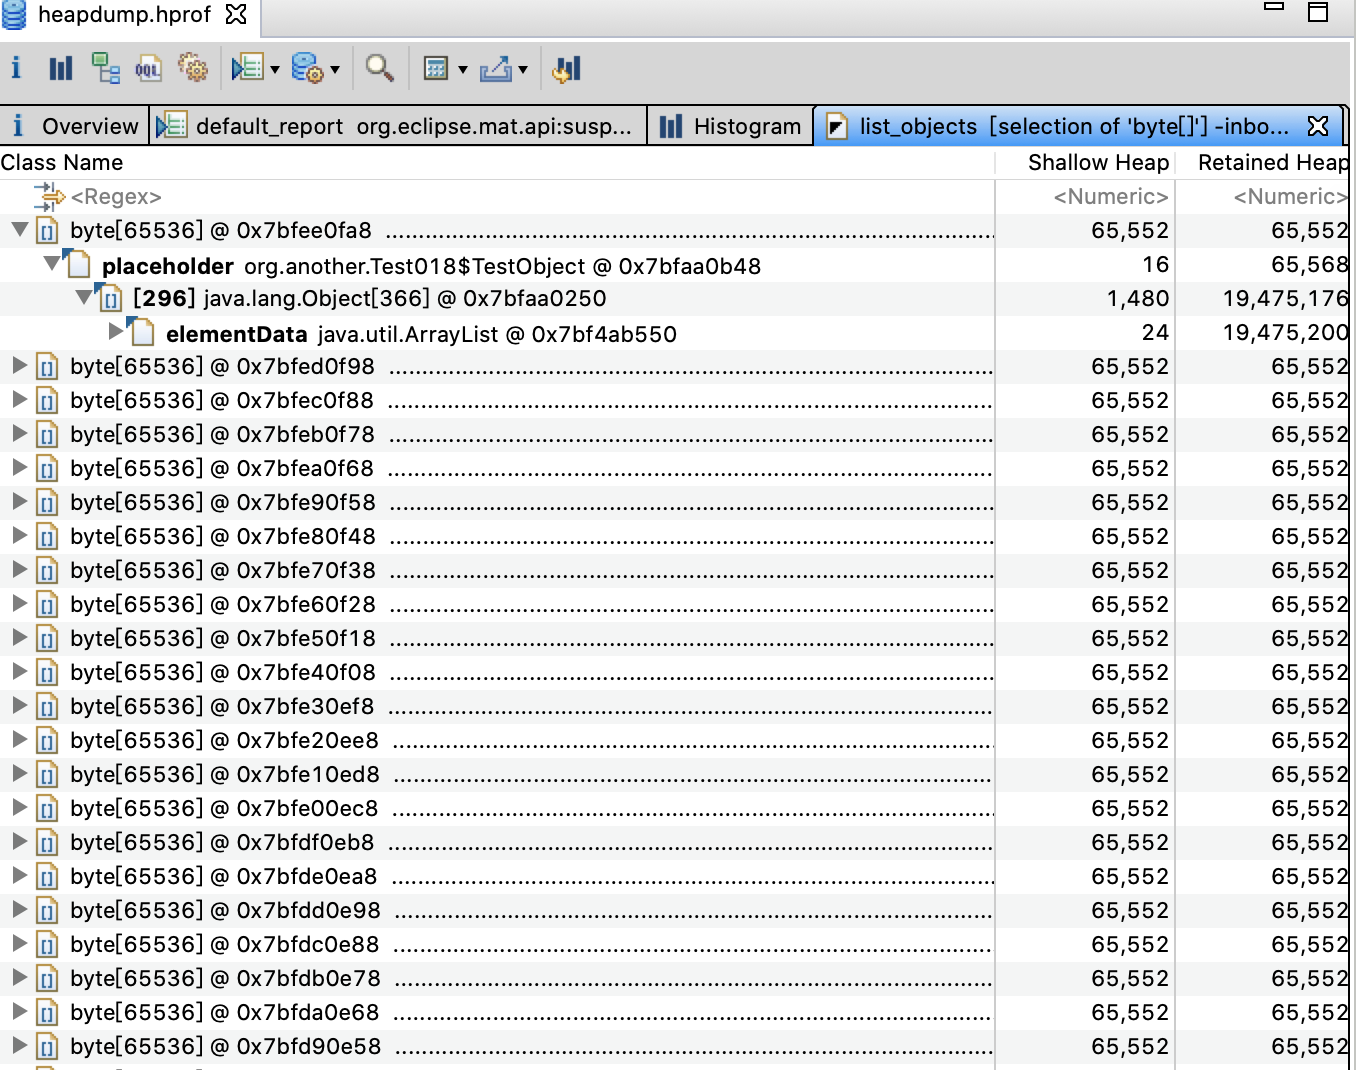 heapdump.hprof
i OQL
i Overview default_report org.eclipse.mat.api:susp... Histogram list_objects [selection of 'byte[]'] -inbo...
Class Name Shallow Heap Retained Heap
<Regex> <Numeric> <Numeric>
byte[65536] @ 0x7bfee0fa8 65,552 65,552
placeholder org.another.Test018$TestObject @ 0x7bfaa0b48 16 65,568
[296] java.lang.Object[366] @ 0x7bfaa0250 1,480 19,475,176
elementData java.util.ArrayList @ 0x7bf4ab550 24 19,475,200
byte[65536] @ 0x7bfed0f98 65,552 65,552
byte[65536] @ 0x7bfec0f88 65,552 65,552
byte[65536] @ 0x7bfeb0f78 65,552 65,552
byte[65536] @ 0x7bfea0f68 65,552 65,552
byte[65536] @ 0x7bfe90f58 65,552 65,552
byte[65536] @ 0x7bfe80f48 65,552 65,552
byte[65536] @ 0x7bfe70f38 65,552 65,552
byte[65536] @ 0x7bfe60f28 65,552 65,552
byte[65536] @ 0x7bfe50f18 65,552 65,552
byte[65536] @ 0x7bfe40f08 65,552 65,552
byte[65536] @ 0x7bfe30ef8 65,552 65,552
byte[65536] @ 0x7bfe20ee8 65,552 65,552
byte[65536] @ 0x7bfe10ed8 65,552 65,552
byte[65536] @ 0x7bfe00ec8 65,552 65,552
byte[65536] @ 0x7bfdf0eb8 65,552 65,552
byte[65536] @ 0x7bfde0ea8 65,552 65,552
byte[65536] @ 0x7bfdd0e98 65,552 65,552
byte[65536] @ 0x7bfdc0e88 65,552 65,552
byte[65536] @ 0x7bfdb0e78 65,552 65,552
byte[65536] @ 0x7bfda0e68 65,552 65,552
byte[65536] @ 0x7bfd90e58 65,552 65,552